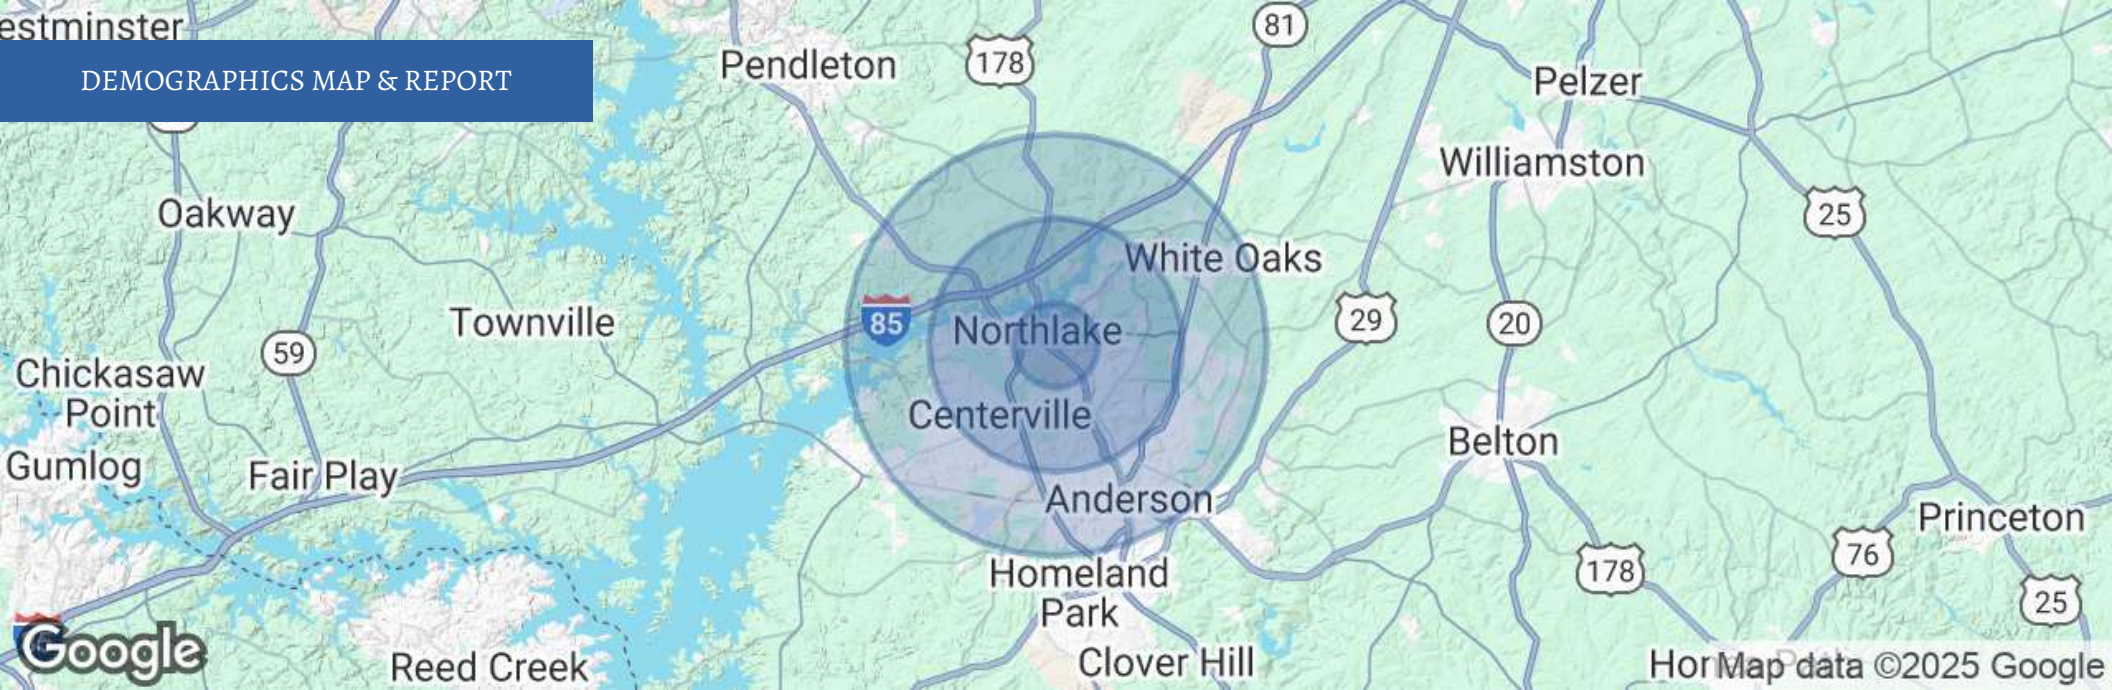 estminster
DEMOGRAPHICS MAP & REPORT
Pendleton
178
81
Pelzer
Williamston
Oakway
25
White Oaks
Townville
85
Northlake
29
20
59
Chickasaw
Point
Centerville
Gumlog
Fair Play
Belton
Anderson
Princeton
Homeland
Park
178
76
25
Google
Reed Creek
Clover Hill
Hor
Map data ©2025 Google